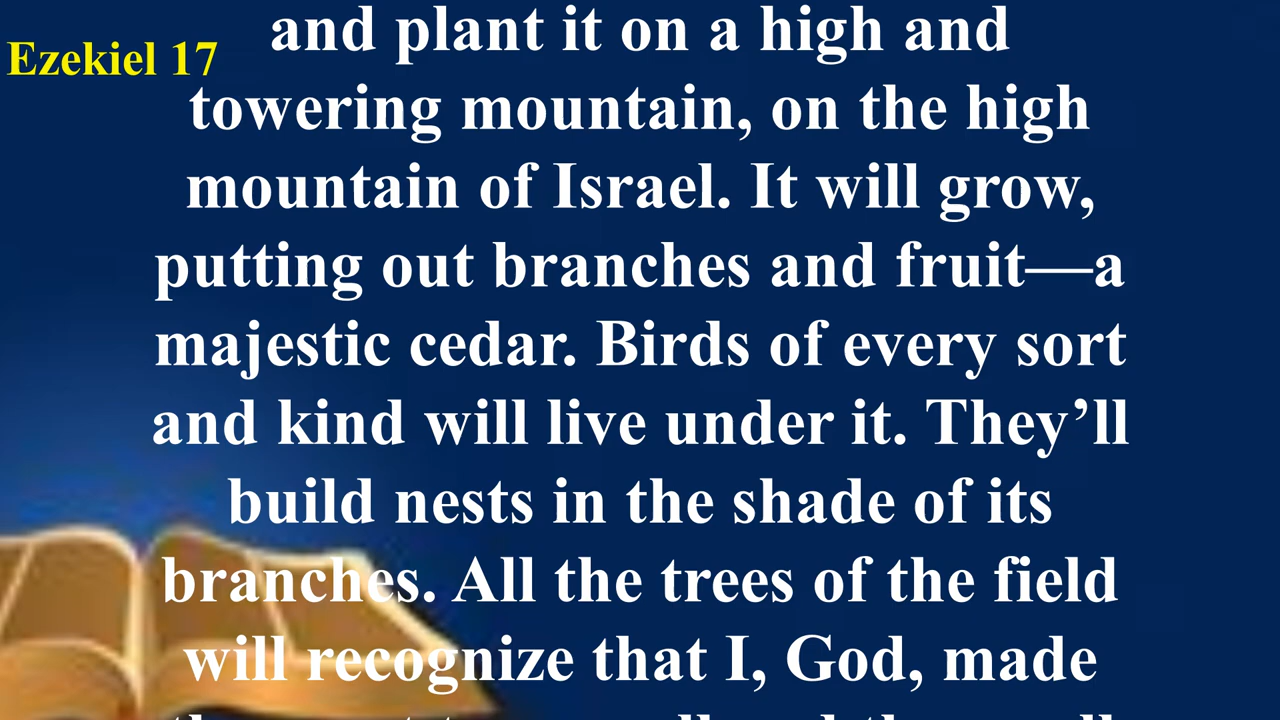 Ezekiel 17
and plant it on a high and
towering mountain, on the high
mountain of Israel. It will grow,
putting out branches and fruit—a
majestic cedar. Birds of every sort
and kind will live under it. They’ll
build nests in the shade of its
branches. All the trees of the field
will recognize that I, God, made